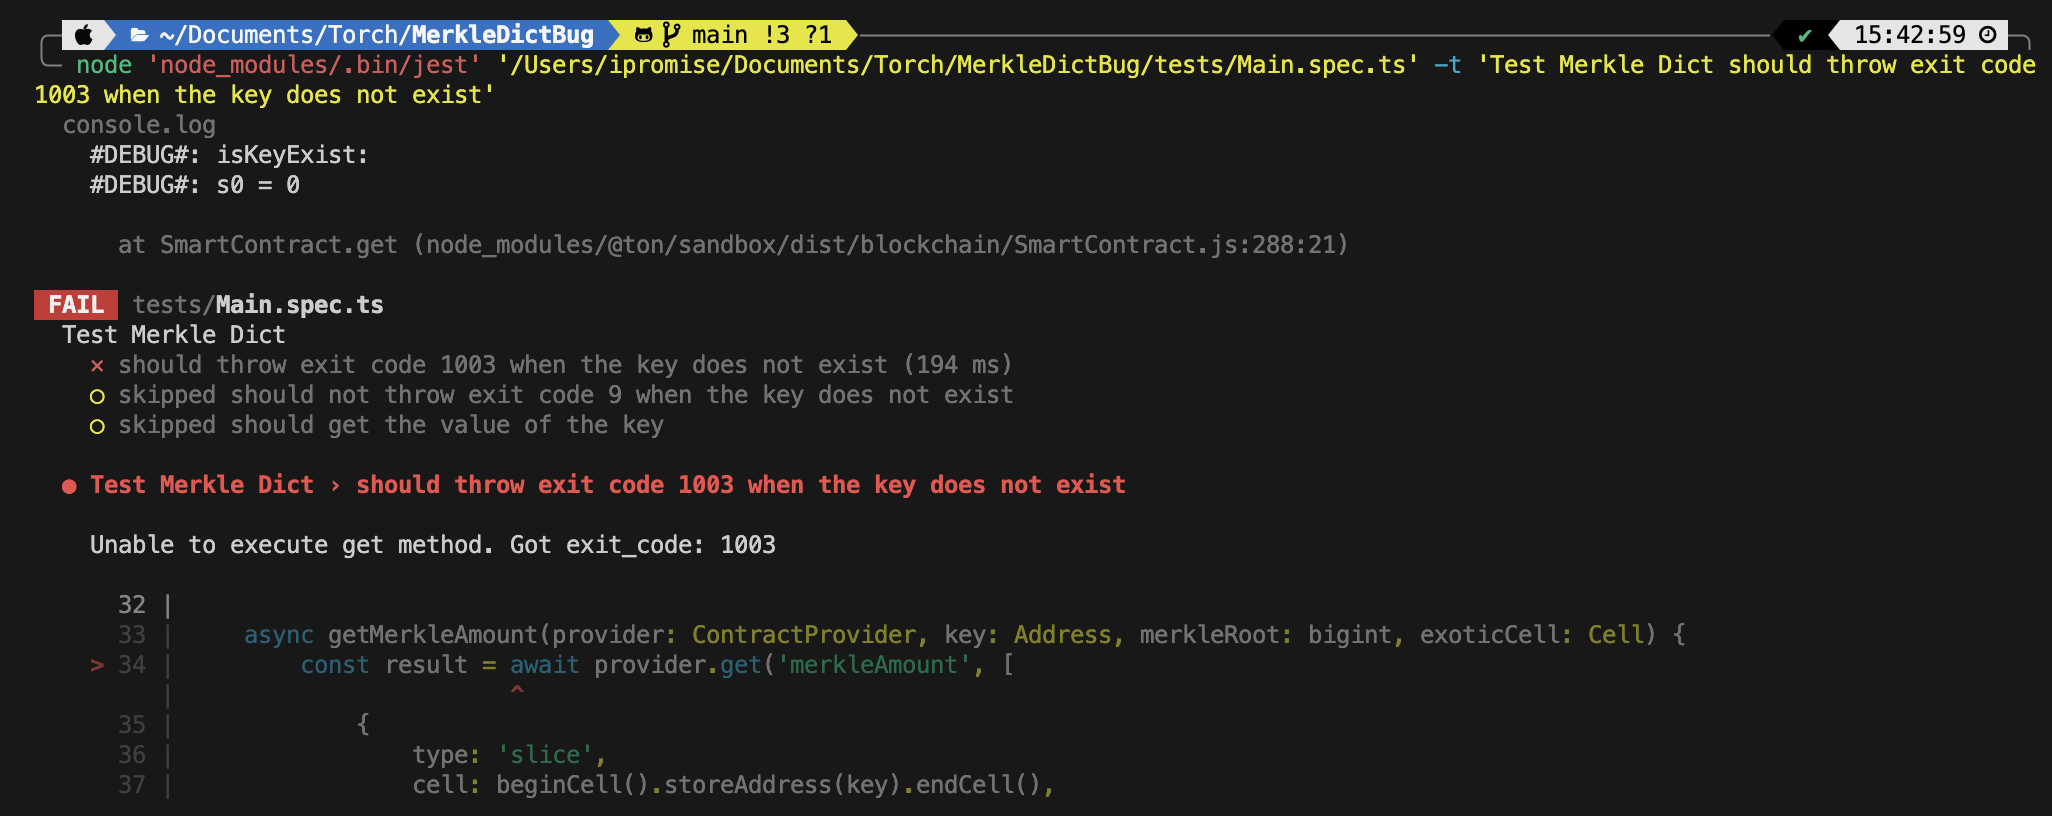 ~/Documents/Torch/MerkleDictBug main !3 ?1 ✔ 15:42:59
node 'node_modules/.bin/jest' '/Users/ipromise/Documents/Torch/MerkleDictBug/tests/Main.spec.ts' -t 'Test Merkle Dict should throw exit code
1003 when the key does not exist'
console.log
#DEBUG#: isKeyExist:
#DEBUG#: s0 = 0
at SmartContract.get (node_modules/@ton/sandbox/dist/blockchain/SmartContract.js:288:21)
FAIL tests/Main.spec.ts
Test Merkle Dict
✕ should throw exit code 1003 when the key does not exist (194 ms)
○ skipped should not throw exit code 9 when the key does not exist
○ skipped should get the value of the key
● Test Merkle Dict › should throw exit code 1003 when the key does not exist
Unable to execute get method. Got exit_code: 1003
32 |
33 | async getMerkleAmount(provider: ContractProvider, key: Address, merkleRoot: bigint, exoticCell: Cell) {
> 34 | const result = await provider.get('merkleAmount', [
| ^
35 | {
36 | type: 'slice',
37 | cell: beginCell().storeAddress(key).endCell(),